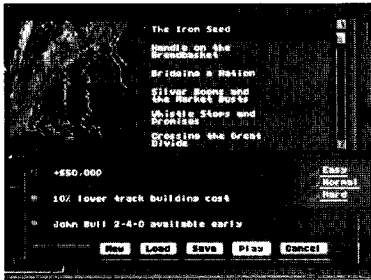 The Iron Seed
Handle on the
Breadbasket
Bridging a Nation
Silver Booms and
the Market Busts
Whistle Stops and
Promises
Crossing the Great
Divide
+$50,000
10% lower track building cost
John Bull 2-4-0 available early
Easy
Normal
Hard
New Load Save Play Cancel